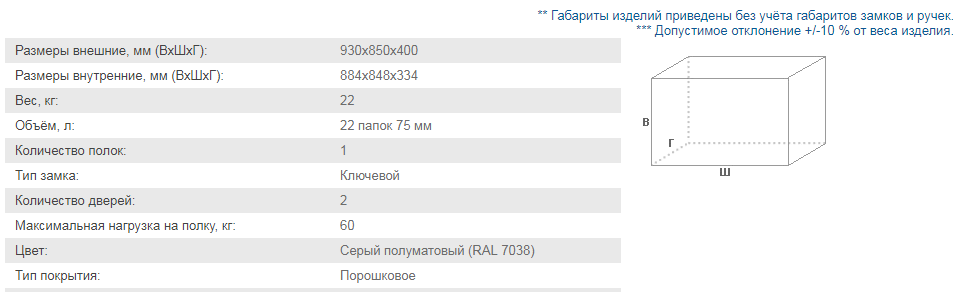 ** Габариты изделий приведены без учёта габаритов замков и ручек.
*** Допустимое отклонение +/-10 % от веса изделия.
Размеры внешние, мм (ВхШхГ): 930x850x400
Размеры внутренние, мм (ВхШхГ): 884x848x334
Вес, кг: 22
Объём, л: 22 папок 75 мм
Количество полок: 1
Тип замка: Ключевой
Количество дверей: 2
Максимальная нагрузка на полку, кг: 60
Цвет: Серый полуматовый (RAL 7038)
Тип покрытия: Порошковое
В
Г
Ш